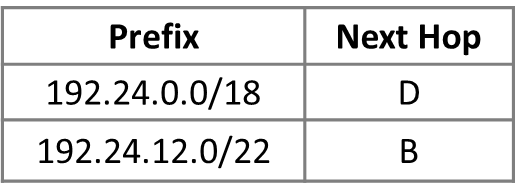 Prefix Next Hop
192.24.0.0/18 D
192.24.12.0/22 B